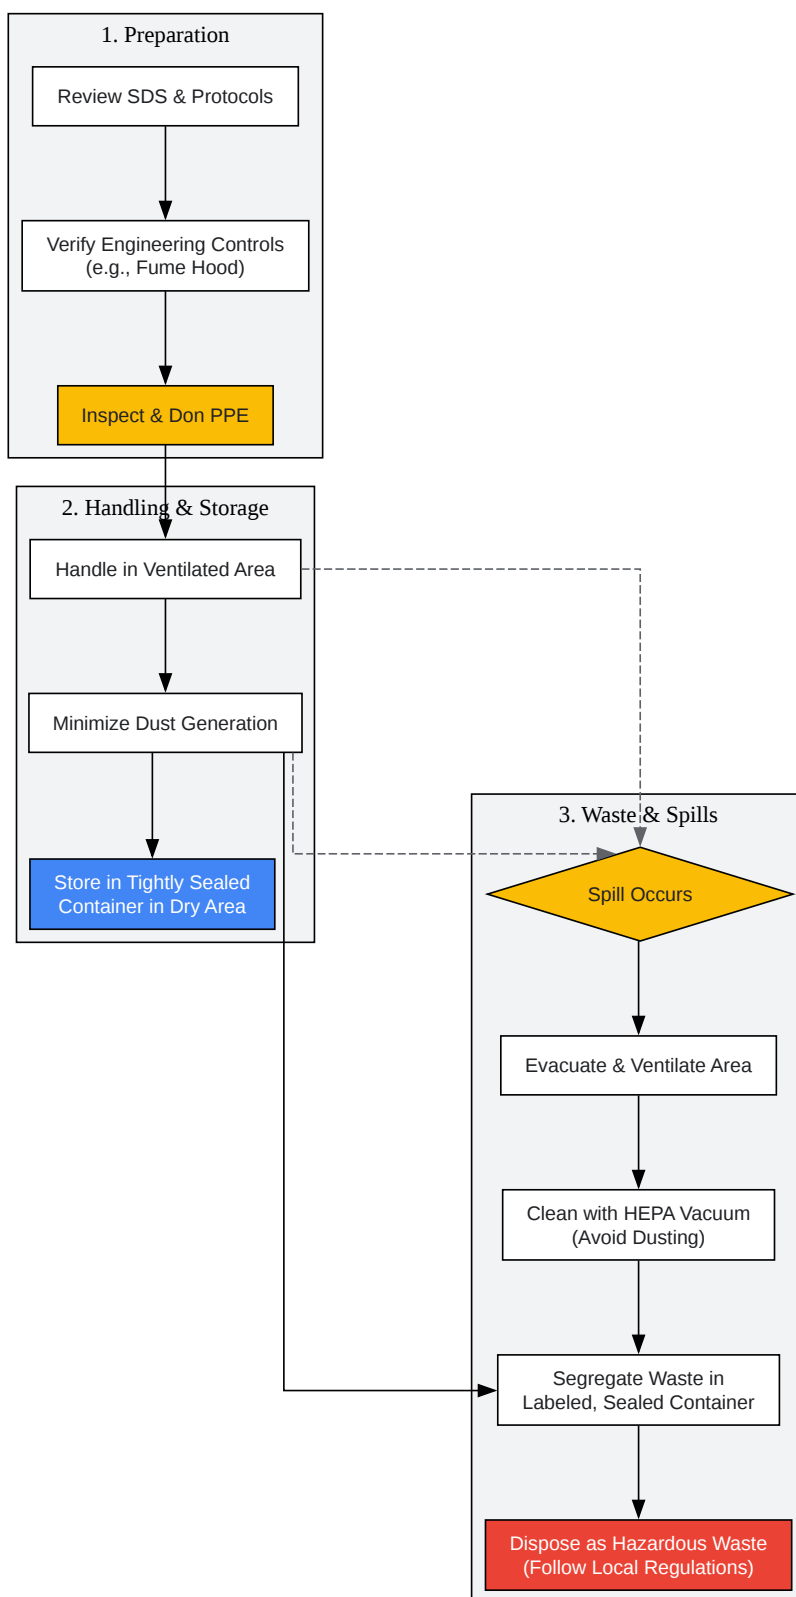 1. Preparation
Review SDS & Protocols
Verify Engineering Controls
(e.g., Fume Hood)
Inspect & Don PPE
2. Handling & Storage
Handle in Ventilated Area
Minimize Dust Generation
Store in Tightly Sealed
Container in Dry Area
3. Waste & Spills
Spill Occurs
Evacuate & Ventilate Area
Clean with HEPA Vacuum
(Avoid Dusting)
Segregate Waste in
Labeled, Sealed Container
Dispose as Hazardous Waste
(Follow Local Regulations)